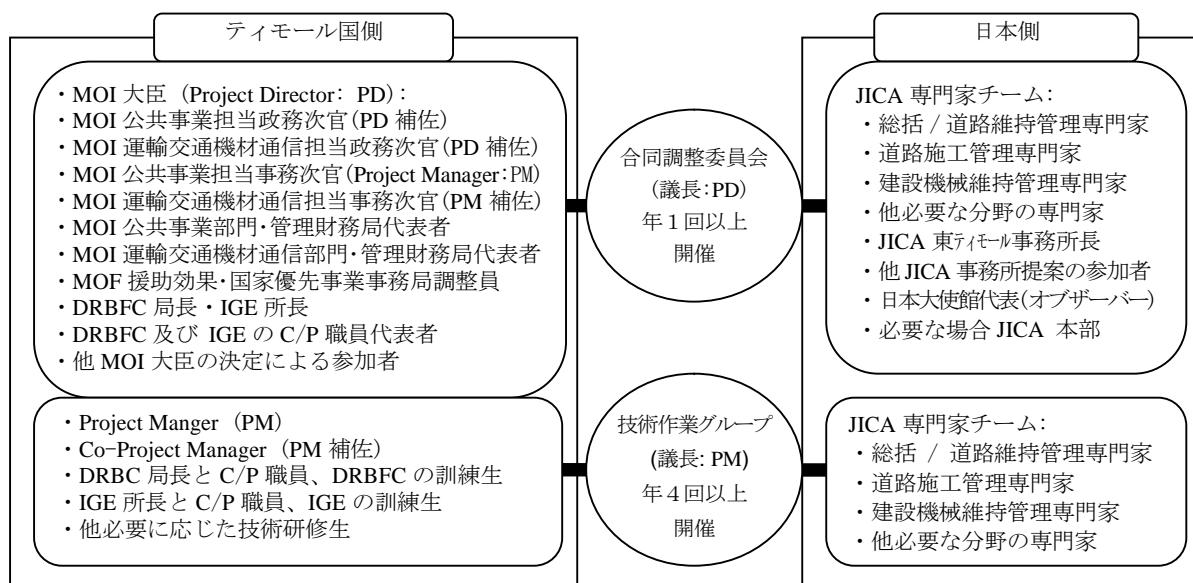 ティモール国側
・MOI 大臣 (Project Director: PD):
・MOI 公共事業担当政務次官(PD 補佐)
・MOI 運輸交通機材通信担当政務次官(PD 補佐)
・MOI 公共事業担当事務次官(Project Manager:PM)
・MOI 運輸交通機材通信担当事務次官(PM 補佐)
・MOI 公共事業部門・管理財務局代表者
・MOI 運輸交通機材通信部門・管理財務局代表者
・MOF 援助効果・国家優先事業事務局調整員
・DRBFC 局長・IGE 所長
・DRBFC 及び IGE の C/P 職員代表者
・他 MOI 大臣の決定による参加者
合同調整委員会
(議長:PD)
年1回以上
開催
日本側
JICA 専門家チーム:
・総括 / 道路維持管理専門家
・道路施工管理専門家
・建設機械維持管理専門家
・他必要な分野の専門家
・JICA 東ティモール事務所長
・他 JICA 事務所提案の参加者
・日本大使館代表(オブザーバー)
・必要な場合 JICA 本部
・Project Manger (PM)
・Co-Project Manager (PM 補佐)
・DRBC 局長と C/P 職員、DRBFC の訓練生
・IGE 所長と C/P 職員、IGE の訓練生
・他必要に応じた技術研修生
技術作業グループ
(議長: PM)
年4回以上
開催
JICA 専門家チーム:
・総括 / 道路維持管理専門家
・道路施工管理専門家
・建設機械維持管理専門家
・他必要な分野の専門家